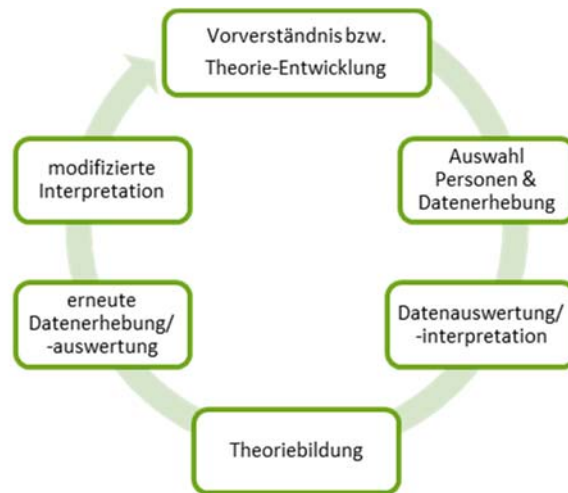 Vorverständnis bzw.
Theorie-Entwicklung
Auswahl
Personen &
Datenerhebung
Datenauswertung/
-interpretation
Theoriebildung
erneute
Datenerhebung/
-auswertung
modifizierte
Interpretation